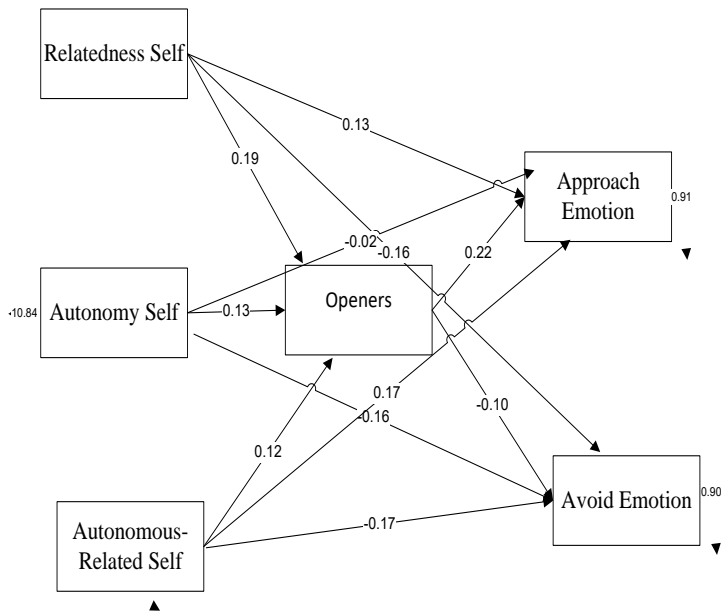 Relatedness Self
0.13
0.19
Approach
Emotion
0.91
-0.02
-0.16
0.22
Openers
10.84
Autonomy Self
0.13
0.17
-0.10
-0.16
0.12
Avoid Emotion
0.90
Autonomous-
Related Self
-0.17